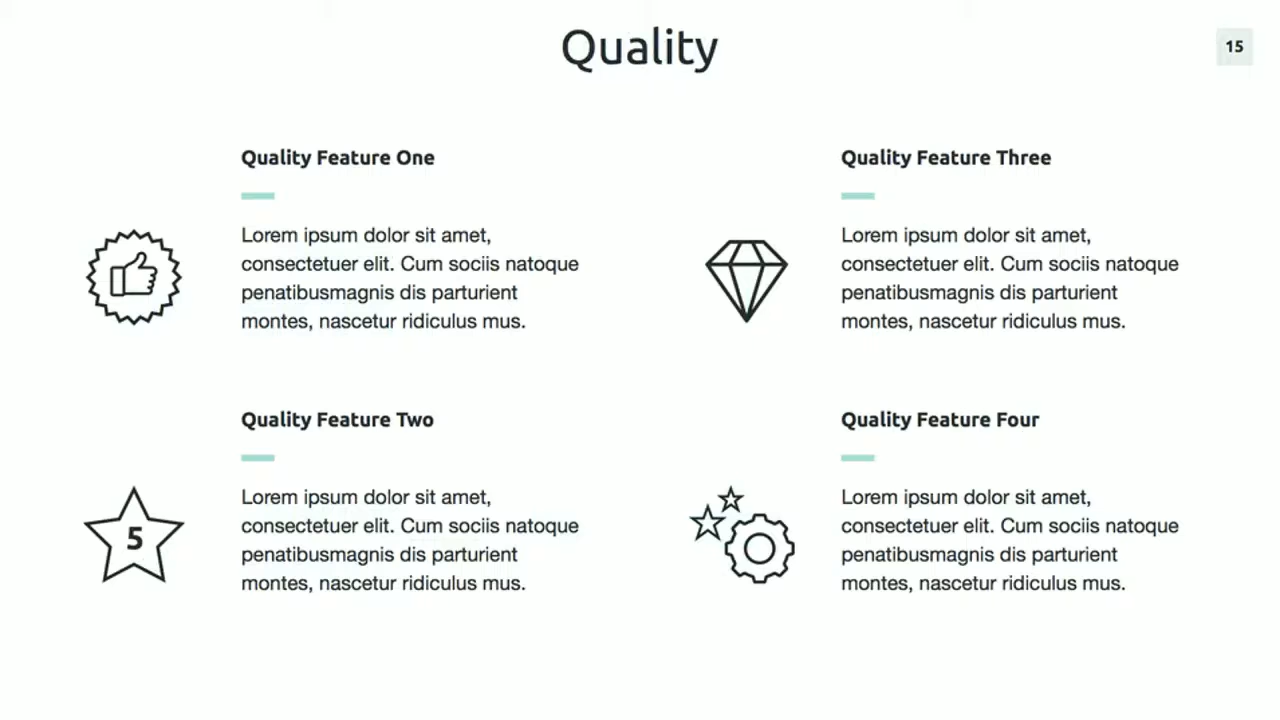 Quality
15
Quality Feature One
Lorem ipsum dolor sit amet,
consectetuer elit. Cum sociis natoque
penatibusmagnis dis parturient
montes, nascetur ridiculus mus.
Quality Feature Two
5
Lorem ipsum dolor sit amet,
consectetuer elit. Cum sociis natoque
penatibusmagnis dis parturient
montes, nascetur ridiculus mus.
Quality Feature Three
Lorem ipsum dolor sit amet,
consectetuer elit. Cum sociis natoque
penatibusmagnis dis parturient
montes, nascetur ridiculus mus.
Quality Feature Four
Lorem ipsum dolor sit amet,
consectetuer elit. Cum sociis natoque
penatibusmagnis dis parturient
montes, nascetur ridiculus mus.